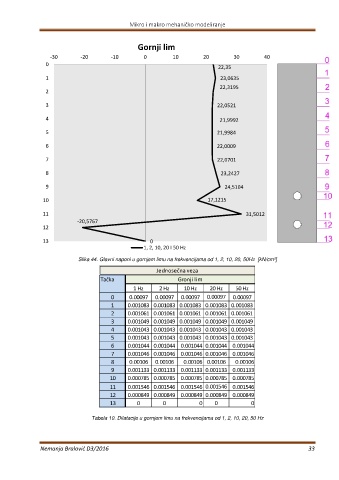 Mikro i makro mehaničko modeliranje
Gornji lim
-30 -20 -10 0 10 20 30 40
0
1
2
3
4
5
6
7
8
9
10
11
12
13
22,35
23,0635
22,3195
22,0521
21,9992
21,9984
22,0009
22,0701
23,2427
24,5104
17,1215
31,5012
-20,5767
0
1, 2, 10, 20 I 50 Hz
0
1
2
3
4
5
6
7
8
9
10
11
12
13
Slika 44. Glavni naponi u gornjem limu na frekvencijama od 1, 2, 10, 20, 50Hz [kN/cm²]
Jednosečna veza
Tačka Gornji lim
1 Hz 2 Hz 10 Hz 20 Hz 50 Hz
0 0.00097 0.00097 0.00097 0.00097 0.00097
1 0.001083 0.001083 0.001083 0.001083 0.001083
2 0.001061 0.001061 0.001061 0.001061 0.001061
3 0.001049 0.001049 0.001049 0.001049 0.001049
4 0.001043 0.001043 0.001043 0.001043 0.001043
5 0.001043 0.001043 0.001043 0.001043 0.001043
6 0.001044 0.001044 0.001044 0.001044 0.001044
7 0.001046 0.001046 0.001046 0.001046 0.001046
8 0.00106 0.00106 0.00106 0.00106 0.00106
9 0.001133 0.001133 0.001133 0.001133 0.001133
10 0.000785 0.000785 0.000785 0.000785 0.000785
11 0.001546 0.001546 0.001546 0.001546 0.001546
12 0.000849 0.000849 0.000849 0.000849 0.000849
13 0 0 0 0 0
Tabela 10. Dilatacije u gornjem limu na frekvencijama od 1, 2, 10, 20, 50 Hz
Nemanja Bralović D3/2016 33